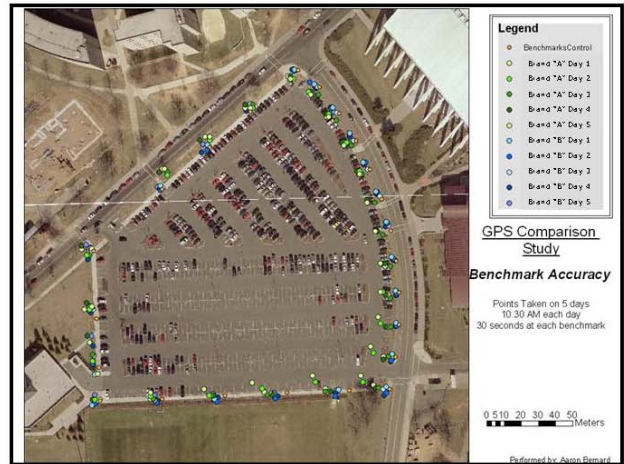 Legend
BenchmarksControl
Brand "A" Day 1
Brand "A" Day 2
Brand "A" Day 3
Brand "A" Day 4
Brand "A" Day 5
Brand "B" Day 1
Brand "B" Day 2
Brand "B" Day 3
Brand "B" Day 4
Brand "B" Day 5
GPS Comparison
Study
Benchmark Accuracy
Points Taken on 5 days
10:30 AM each day
30 seconds at each benchmark
0 5 10 20 30 40 50
Meters
Performed by: Aaron Bernard